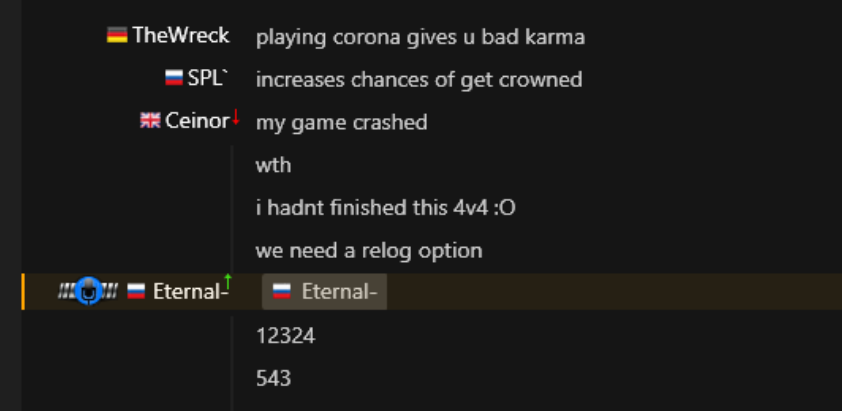 TheWreck playing corona gives u bad karma
SPL` increases chances of get crowned
Ceinor↓ my game crashed
wth
i hadnt finished this 4v4 :O
we need a relog option
Eternal-↑ Eternal-
12324
543